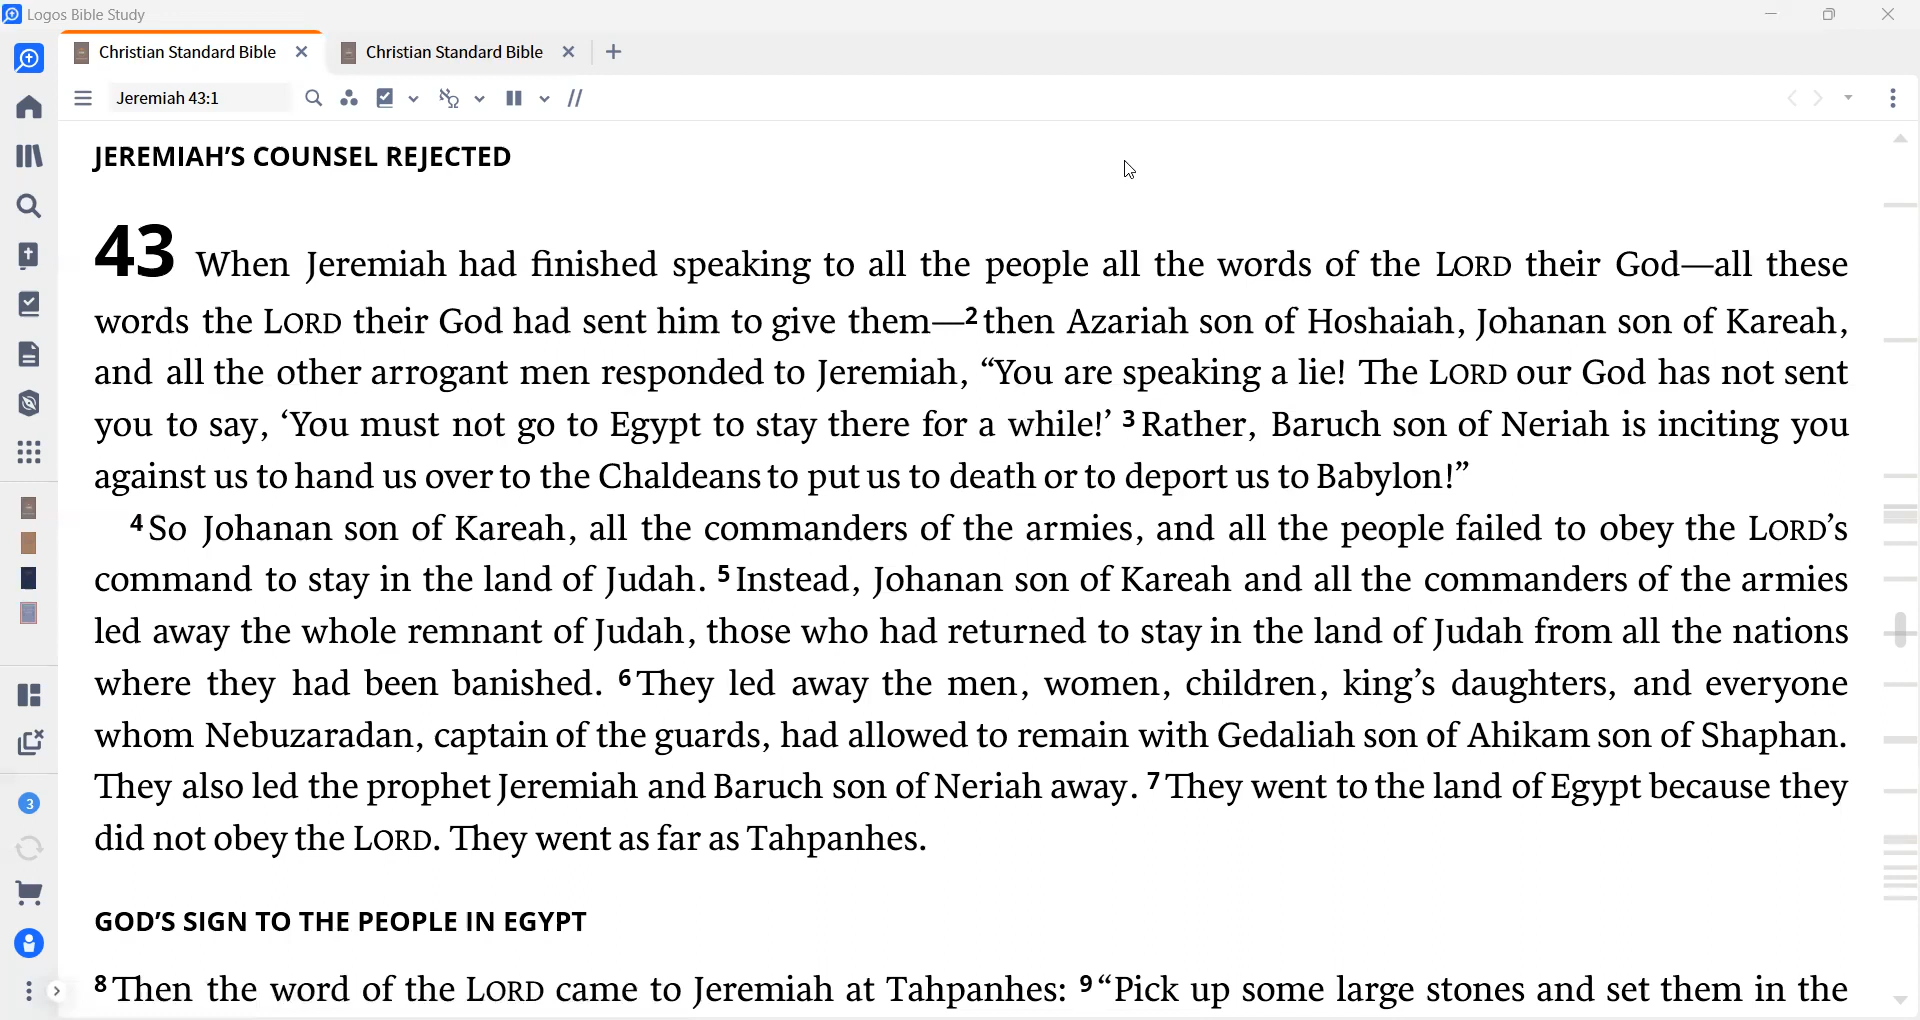 Logos Bible Study
Christian Standard Bible
Christian Standard Bible
Jeremiah 43:1
JEREMIAH’S COUNSEL REJECTED
43 When Jeremiah had finished speaking to all the people all the words of the LORD their God—all these
words the LORD their God had sent him to give them—2then Azariah son of Hoshaiah, Johanan son of Kareah,
and all the other arrogant men responded to Jeremiah, “You are speaking a lie! The LORD our God has not sent
you to say, ‘You must not go to Egypt to stay there for a while!’ 3Rather, Baruch son of Neriah is inciting you
against us to hand us over to the Chaldeans to put us to death or to deport us to Babylon!”
4So Johanan son of Kareah, all the commanders of the armies, and all the people failed to obey the LORD’s
command to stay in the land of Judah. 5Instead, Johanan son of Kareah and all the commanders of the armies
led away the whole remnant of Judah, those who had returned to stay in the land of Judah from all the nations
where they had been banished. 6They led away the men, women, children, king’s daughters, and everyone
whom Nebuzaradan, captain of the guards, had allowed to remain with Gedaliah son of Ahikam son of Shaphan.
They also led the prophet Jeremiah and Baruch son of Neriah away. 7They went to the land of Egypt because they
did not obey the LORD. They went as far as Tahpanhes.
3
GOD’S SIGN TO THE PEOPLE IN EGYPT
8Then the word of the LORD came to Jeremiah at Tahpanhes: 9“Pick up some large stones and set them in the